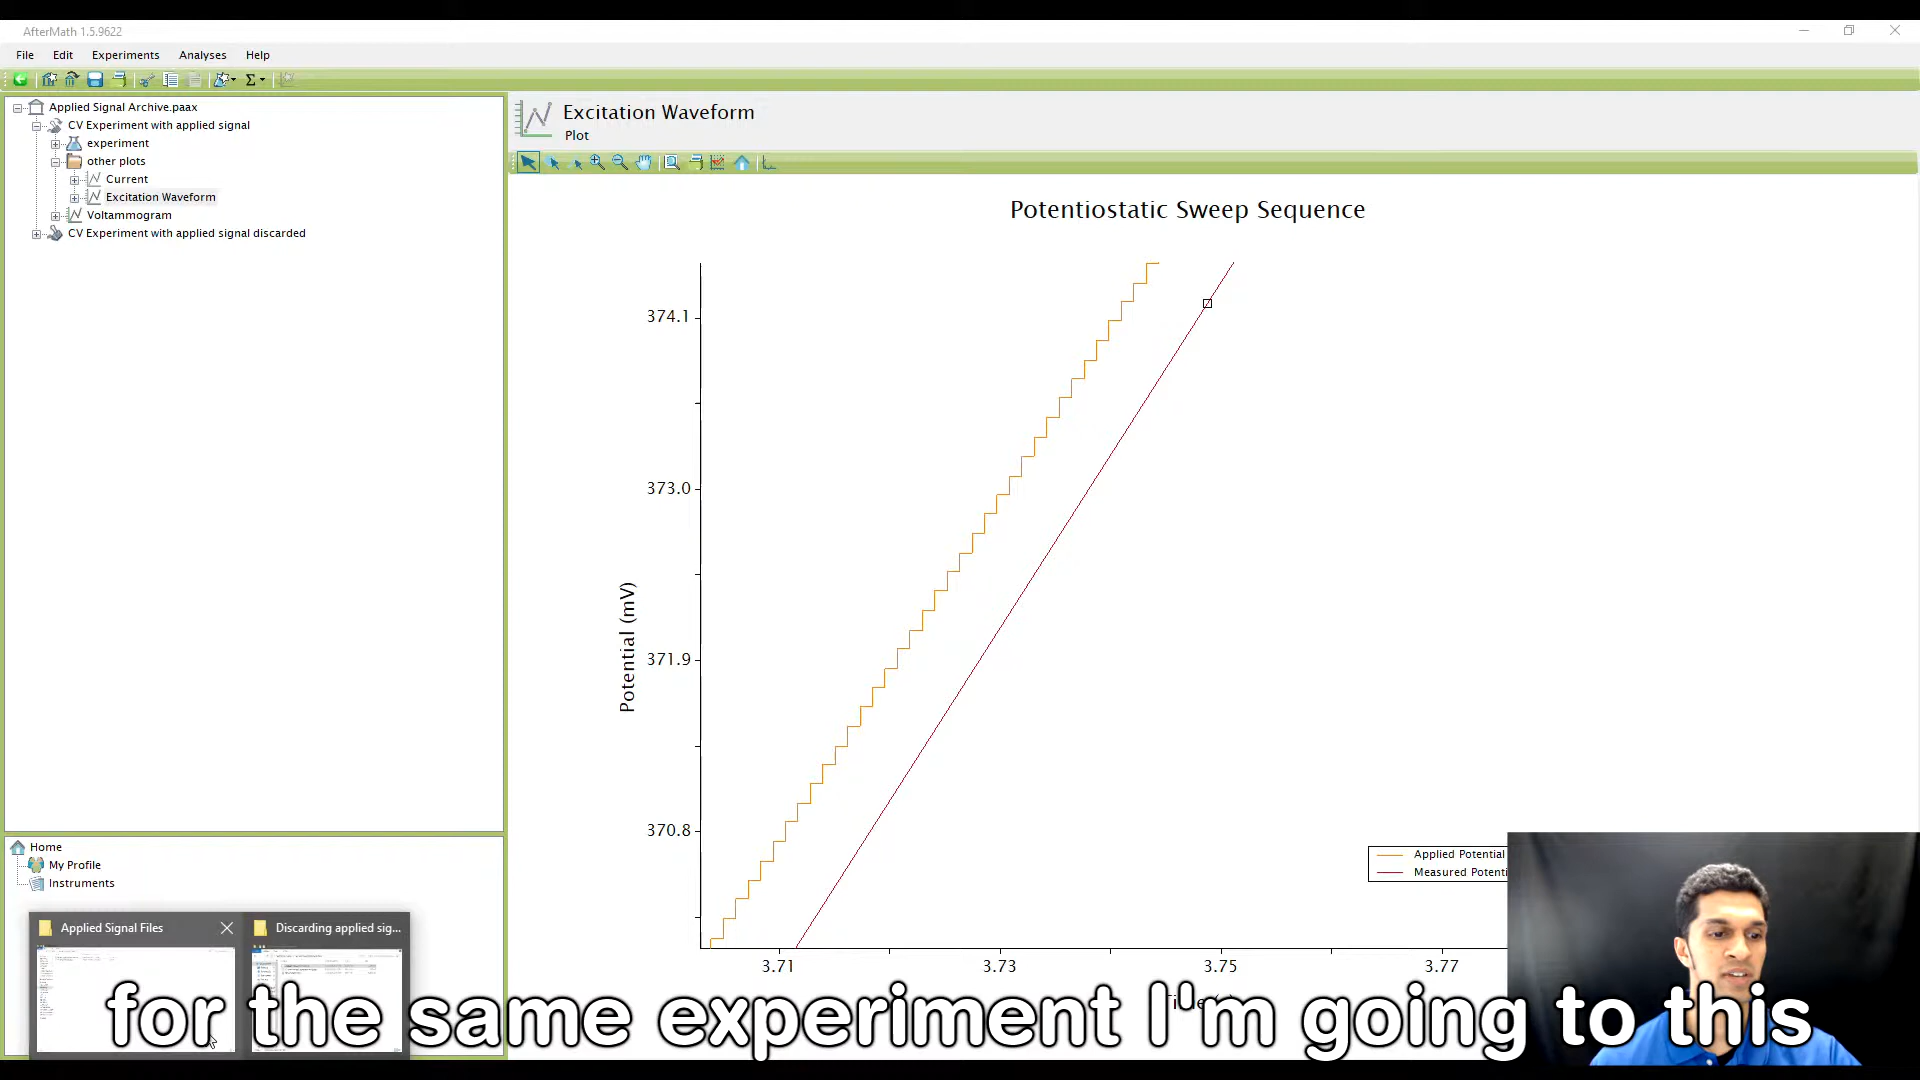 AfterMath 1.5.9622
File Edit Experiments Analyses Help
Applied Signal Archive.paax
CV Experiment with applied signal
experiment
other plots
Current
Excitation Waveform
Voltammogram
CV Experiment with applied signal discarded
Excitation Waveform
Plot
Potentiostatic Sweep Sequence
374.1
373.0
371.9
370.8
Potential (mV)
3.71 3.73 3.75 3.77
Applied Potential
Measured Potenti
Home
My Profile
Instruments
Applied Signal Files
Discarding applied sig...
for the same experiment I'm going to this